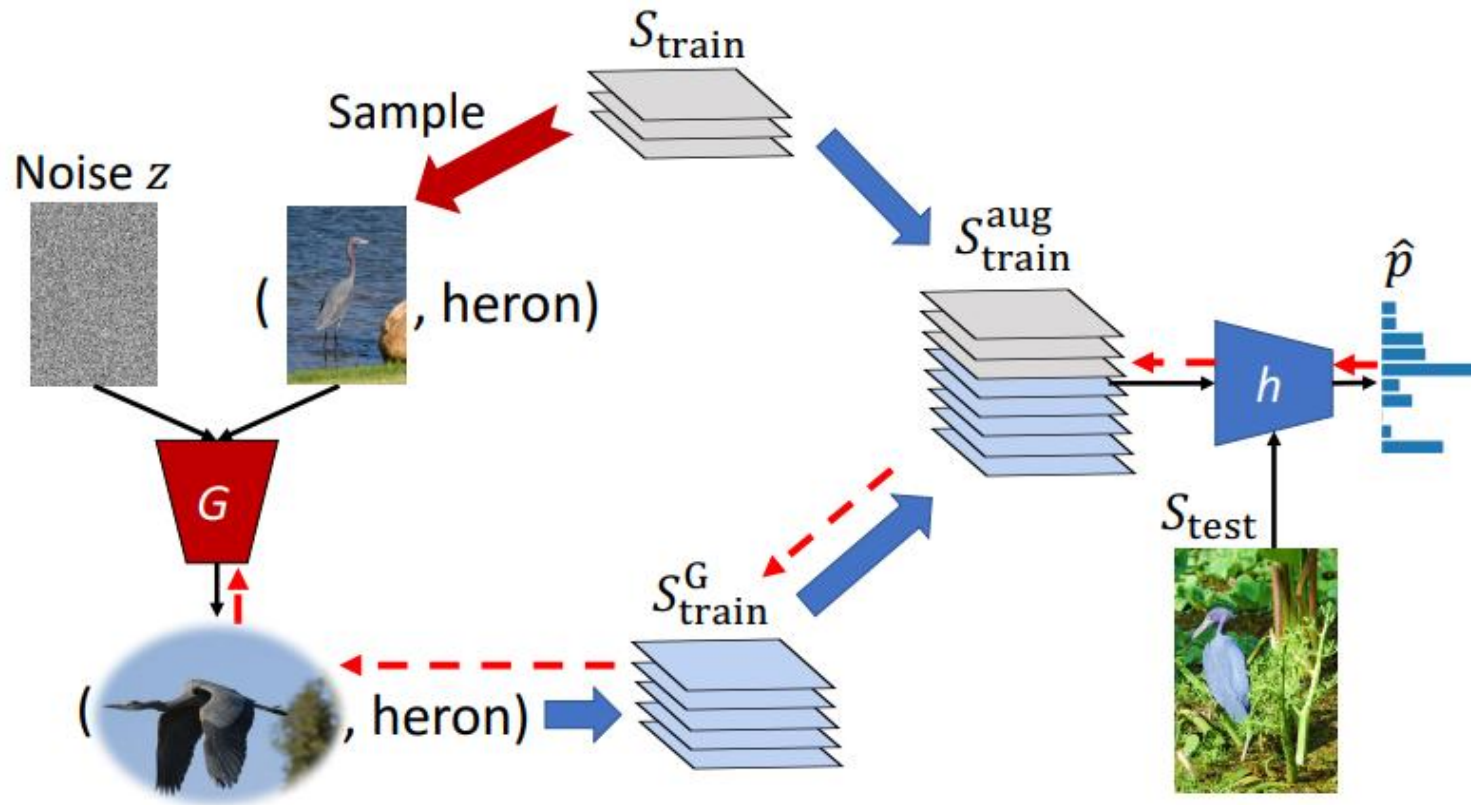 S_train
Sample
Noise z
( , heron)
S_train^aug
p̂
h
G
S_test
S_train^G
( , heron)